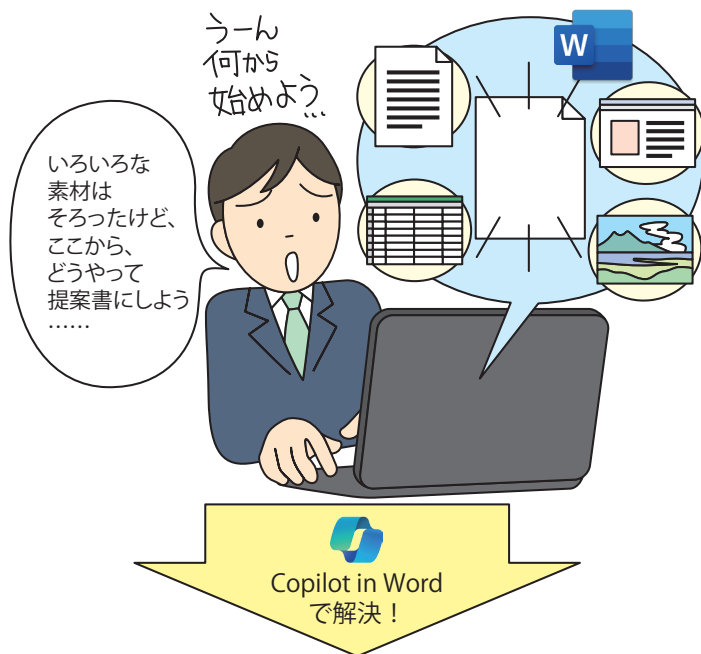 うーん
何から
始めよう…
いろいろな
素材は
そろったけど、
ここから、
どうやって
提案書にしよう
……
W
Copilot in Word
で解決！